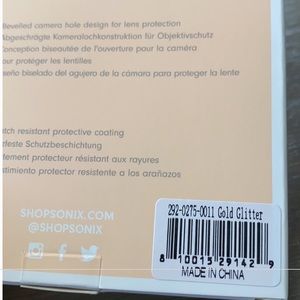 Bevelled camera hole design for lens protection
Abgeschrägte Kameralochkonstruktion für Objektivschutz
Conception biseautée de l'ouverture pour la caméra
our protéger les lentilles
seño biselado del agujero de la cámara para proteger la lente
atch resistant protective coating
zfeste Schutzbeschichtung
tement protecteur résistant aux rayures
stimiento protector resistente a los arañazos
SHOPSONIX.COM
@SHOPSONIX
292-0275-0011 Gold Glitter
8 10015 29142 9
MADE IN CHINA